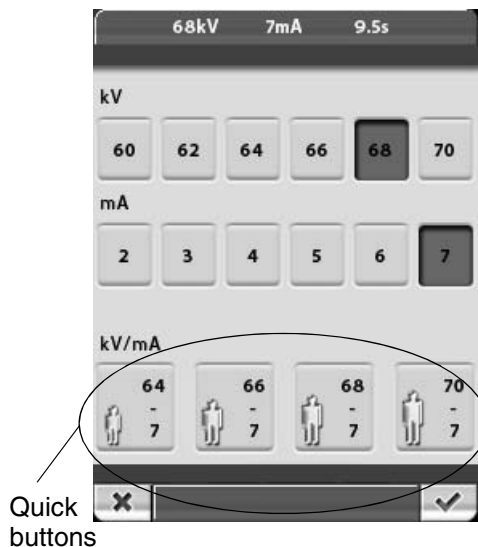 68kV 7mA 9.5s
kV
60 62 64 66 68 70
mA
2 3 4 5 6 7
kV/mA
64 66 68 70
- - - -
7 7 7 7
Quick
buttons